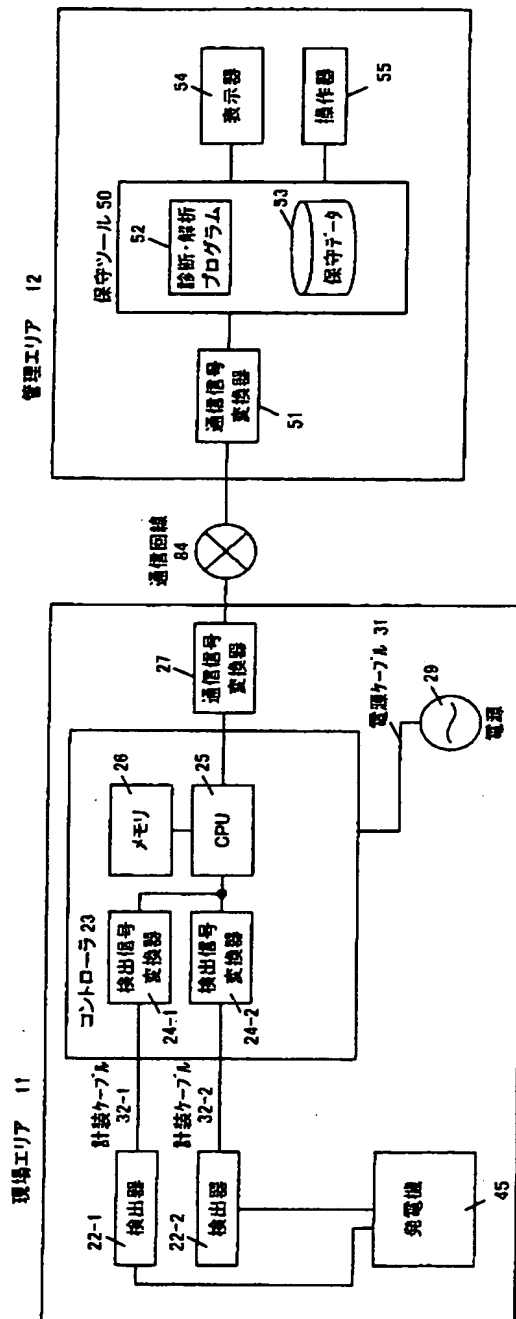 現場エリア 11
コントローラ 23
メモリ
26
CPU
25
検出信号
変換器
24-1
検出信号
変換器
24-2
計装ケーブル
32-1
計装ケーブル
32-2
22-1
検出器
22-2
検出器
発電機
45
27
通信信号
変換器
電源ケーブル 31
29
電源
通信回線
84
管理エリア 12
通信信号
変換器
51
保守ツール 50
52
診断・解析
プログラム
53
保守データ
54
表示器
操作器
55